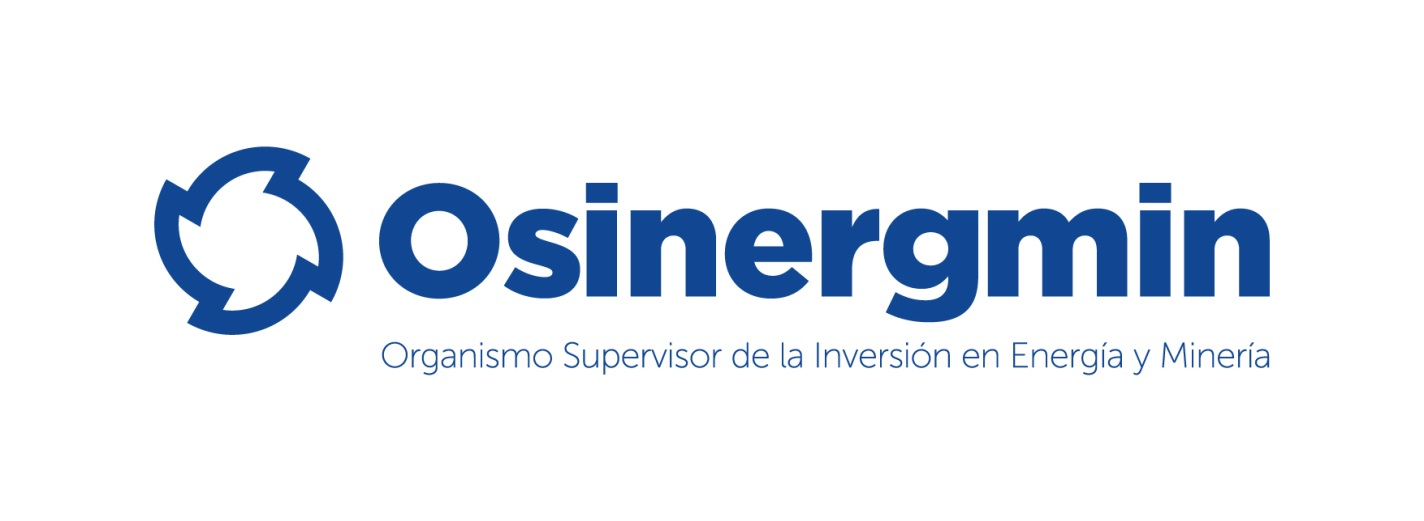 Osinergmin
Organismo Supervisor de la Inversión en Energía y Minería